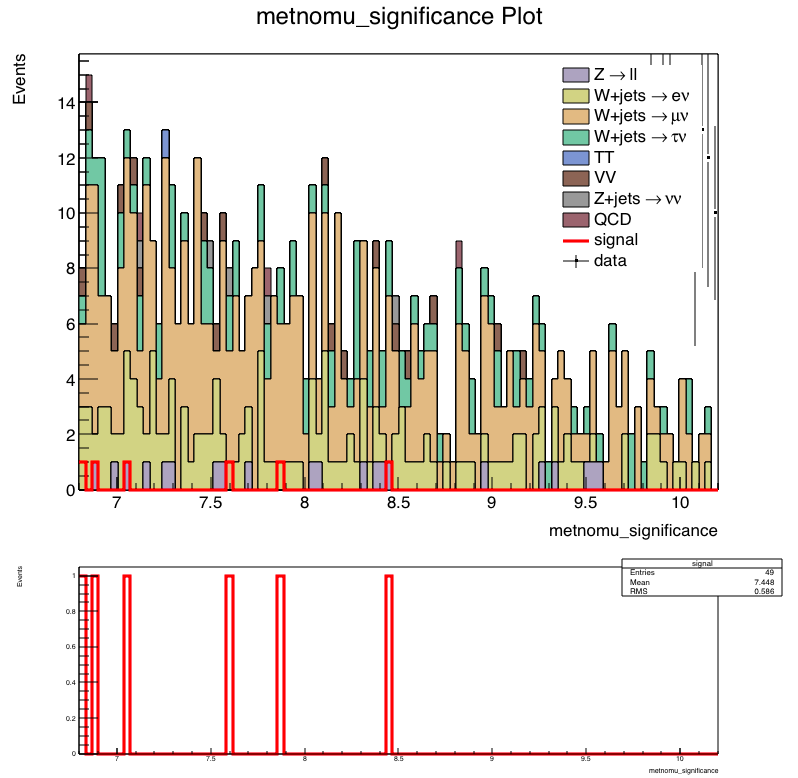 metnomu_significance Plot
Events
14
12
10
8
6
4
2
0
Z → ll
W+jets → eν
W+jets → μν
W+jets → τν
TT
VV
Z+jets → νν
QCD
signal
data
7 7.5 8 8.5 9 9.5 10
metnomu_significance
Events
signal
Entries 49
Mean 7.448
RMS 0.586
1
0.8
0.6
0.4
0.2
0
7 7.5 8 8.5 9 9.5 10
metnomu_significance